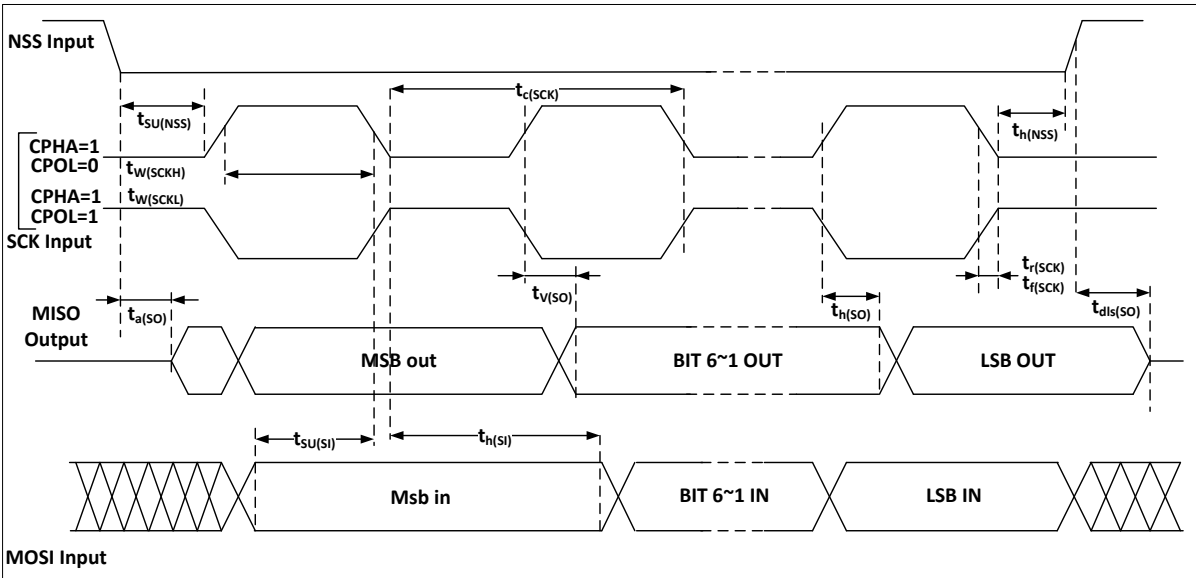 NSS Input
tc(SCK)
tSU(NSS)
th(NSS)
CPHA=1
CPOL=0
tW(SCKH)
CPHA=1
CPOL=1
tW(SCKL)
SCK Input
tr(SCK)
tf(SCK)
ta(SO)
tV(SO)
th(SO)
tdls(SO)
MISO
Output
MSB out
BIT 6~1 OUT
LSB OUT
tSU(SI)
th(SI)
Msb in
BIT 6~1 IN
LSB IN
MOSI Input